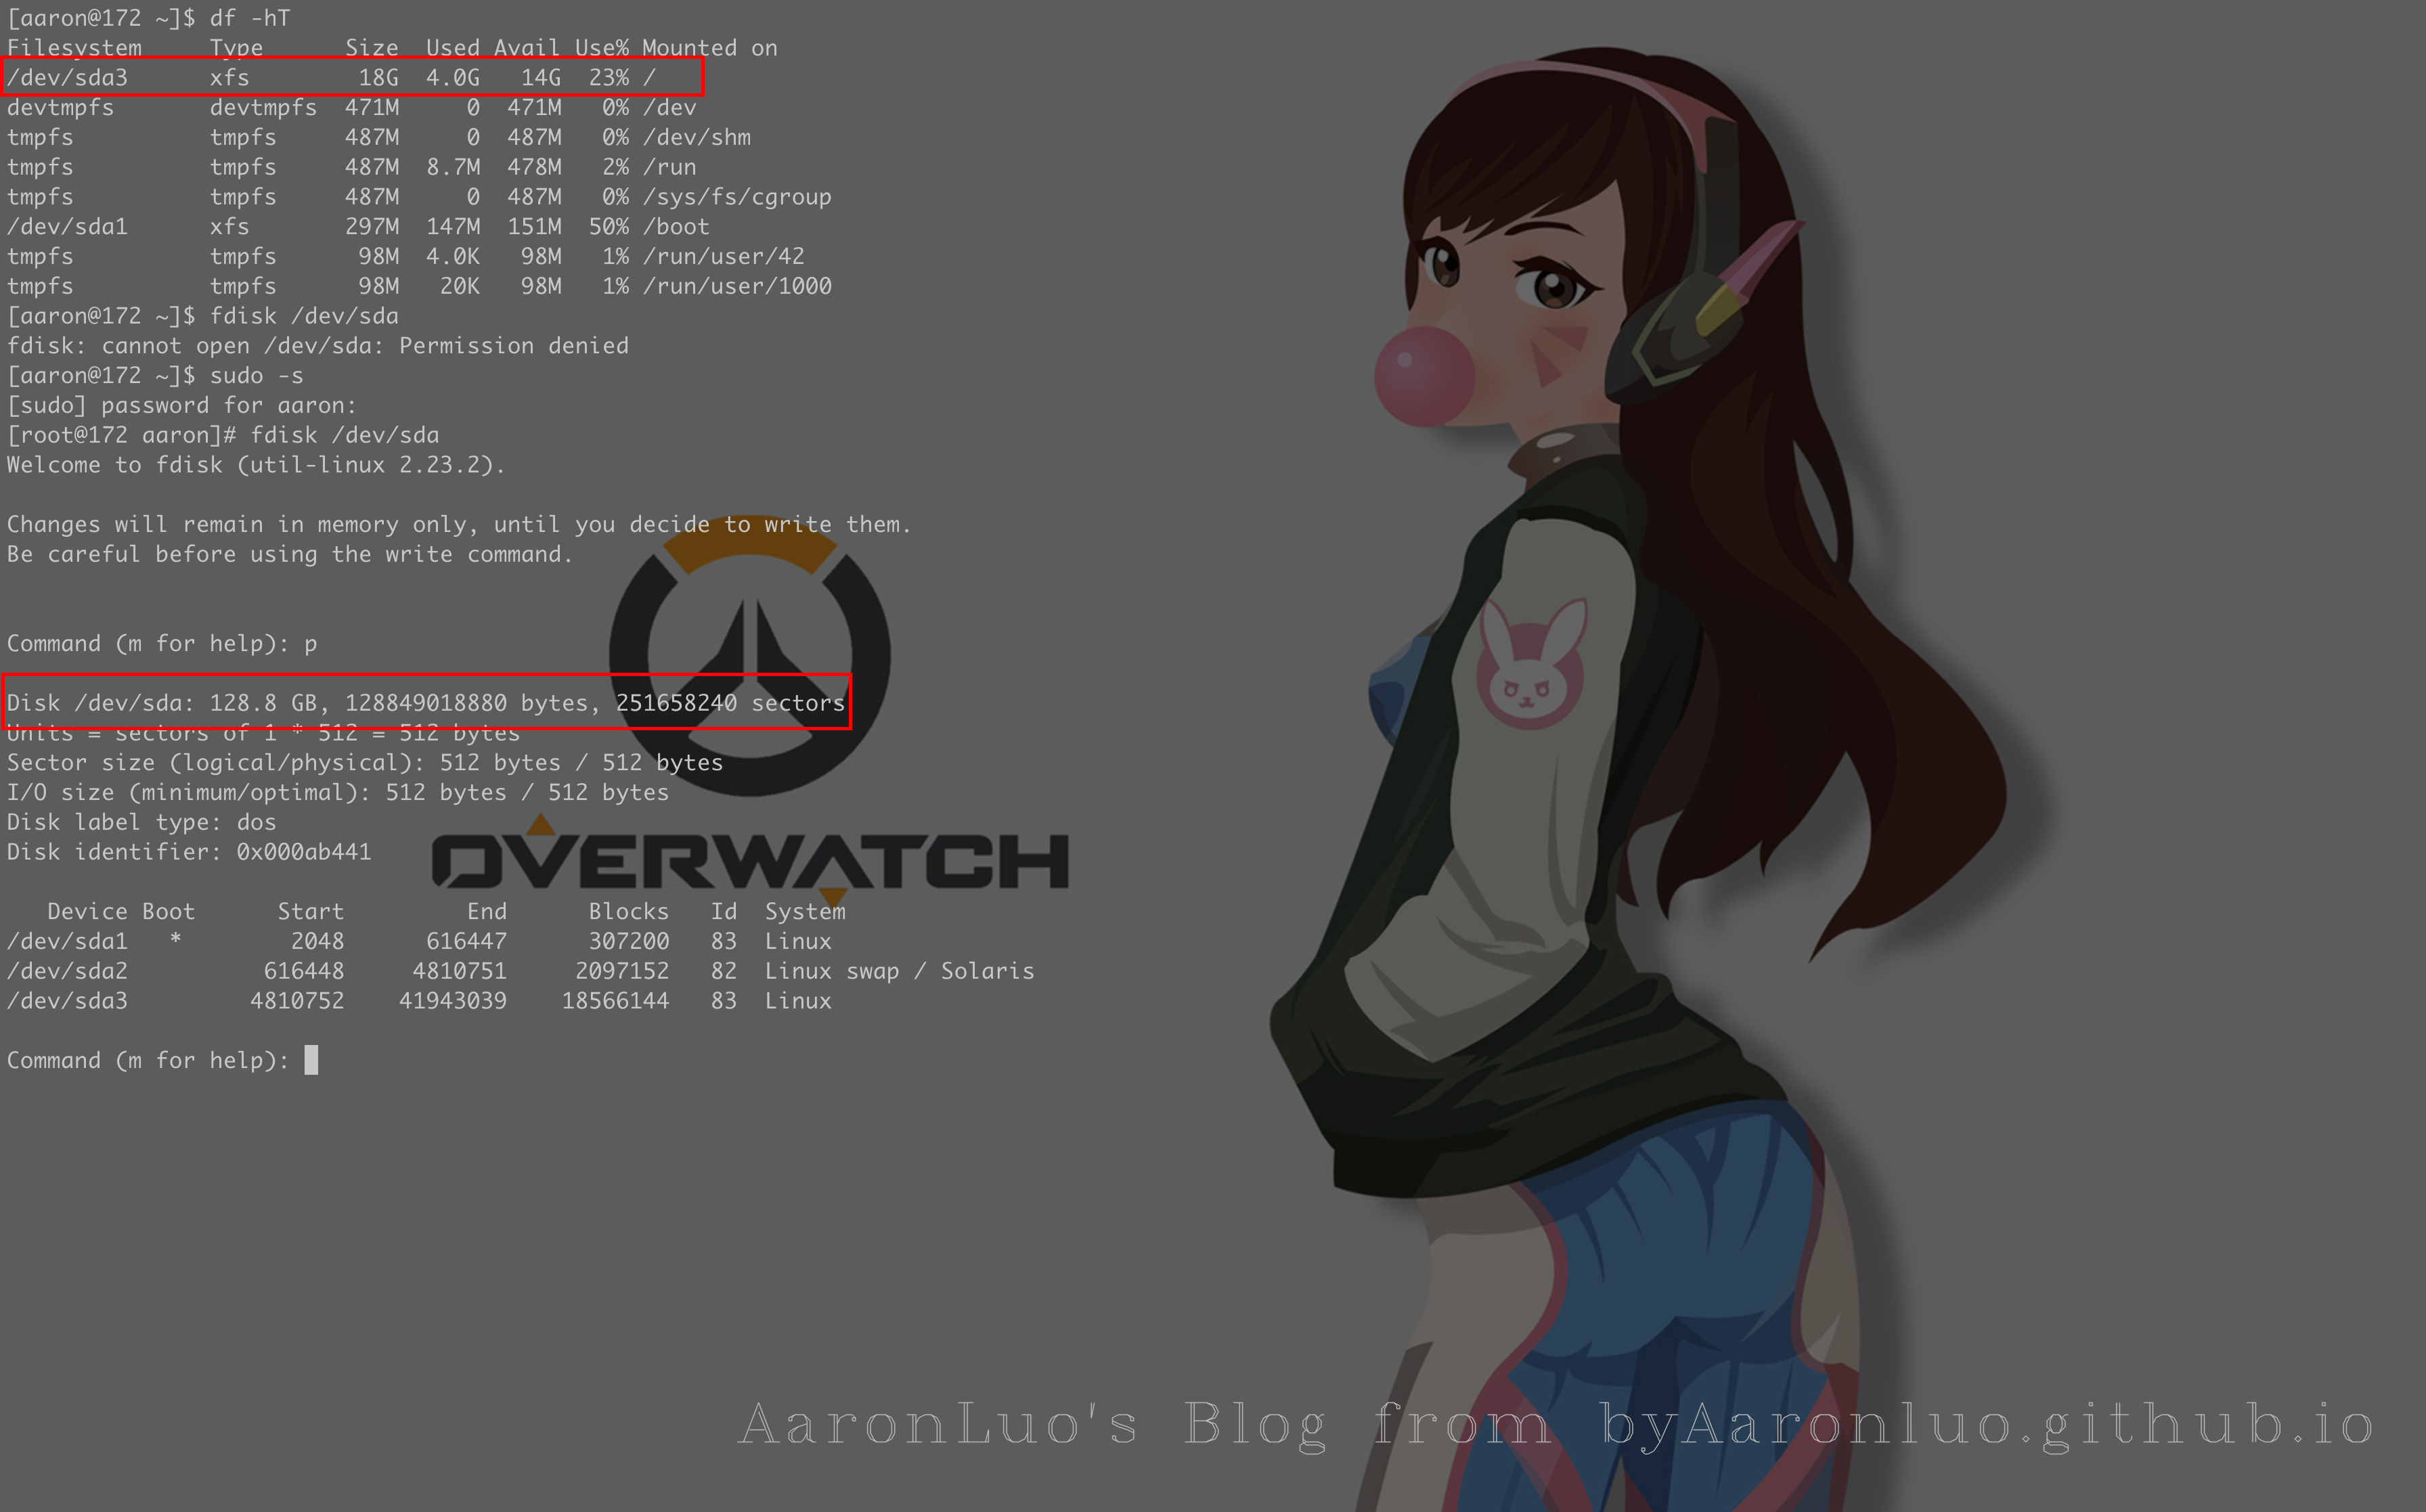 [aaron@172 ~]$ df -hT
Filesystem     Type      Size  Used Avail Use% Mounted on
/dev/sda3      xfs        18G  4.0G   14G  23% /
devtmpfs       devtmpfs  471M     0  471M   0% /dev
tmpfs          tmpfs     487M     0  487M   0% /dev/shm
tmpfs          tmpfs     487M  8.7M  478M   2% /run
tmpfs          tmpfs     487M     0  487M   0% /sys/fs/cgroup
/dev/sda1      xfs       297M  147M  151M  50% /boot
tmpfs          tmpfs      98M  4.0K   98M   1% /run/user/42
tmpfs          tmpfs      98M   20K   98M   1% /run/user/1000
[aaron@172 ~]$ fdisk /dev/sda
fdisk: cannot open /dev/sda: Permission denied
[aaron@172 ~]$ sudo -s
[sudo] password for aaron:
[root@172 aaron]# fdisk /dev/sda
Welcome to fdisk (util-linux 2.23.2).
Changes will remain in memory only, until you decide to write them.
Be careful before using the write command.
Command (m for help): p
Disk /dev/sda: 128.8 GB, 128849018880 bytes, 251658240 sectors
Units = sectors of 1 * 512 = 512 bytes
Sector size (logical/physical): 512 bytes / 512 bytes
I/O size (minimum/optimal): 512 bytes / 512 bytes
Disk label type: dos
Disk identifier: 0x000ab441
OVERWATCH
   Device Boot      Start         End      Blocks   Id  System
/dev/sda1   *        2048      616447      307200   83  Linux
/dev/sda2          616448     4810751     2097152   82  Linux swap / Solaris
/dev/sda3         4810752    41943039    18566144   83  Linux
Command (m for help):
AaronLuo's Blog from byAaronluo.github.io